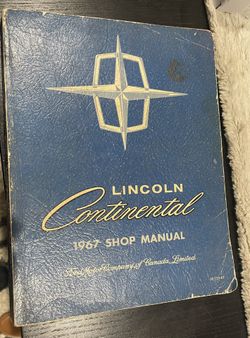 LINCOLN
Continental
1967 SHOP MANUAL
Ford Motor Company of Canada, Limited